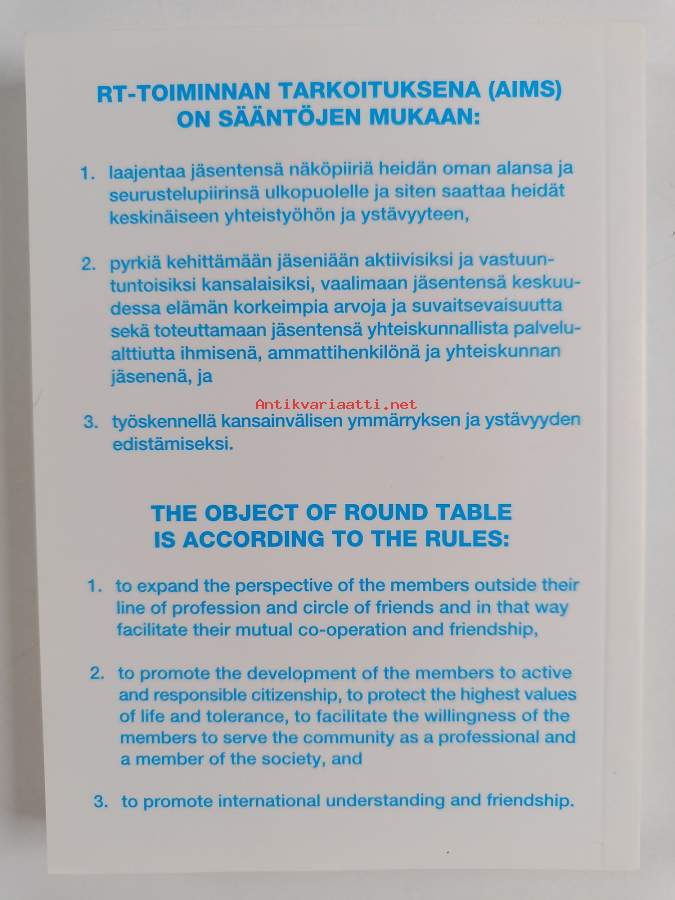 RT-TOIMINNAN TARKOITUKSENA (AIMS)
ON SÄÄNTÖJEN MUKAAN:
1. laajentaa jäsentensä näköpiiriä heidän oman alansa ja
seurustelupiirinsä ulkopuolelle ja siten saattaa heidät
keskinäiseen yhteistyöhön ja ystävyyteen,
2. pyrkiä kehittämään jäseniään aktiivisiksi ja vastuun-
tuntoisiksi kansalaisiksi, vaalimaan jäsentensä keskuu-
dessa elämän korkeimpia arvoja ja suvaitsevaisuutta
sekä toteuttamaan jäsentensä yhteiskunnallista palvelu-
alttiutta ihmisenä, ammattihenkilönä ja yhteiskunnan
jäsenenä, ja
Antikvariaatti.net
3. työskennellä kansainvälisen ymmärryksen ja ystävyyden
edistämiseksi.
THE OBJECT OF ROUND TABLE
IS ACCORDING TO THE RULES:
1. to expand the perspective of the members outside their
line of profession and circle of friends and in that way
facilitate their mutual co-operation and friendship,
2. to promote the development of the members to active
and responsible citizenship, to protect the highest values
of life and tolerance, to facilitate the willingness of the
members to serve the community as a professional and
a member of the society, and
3. to promote international understanding and friendship.